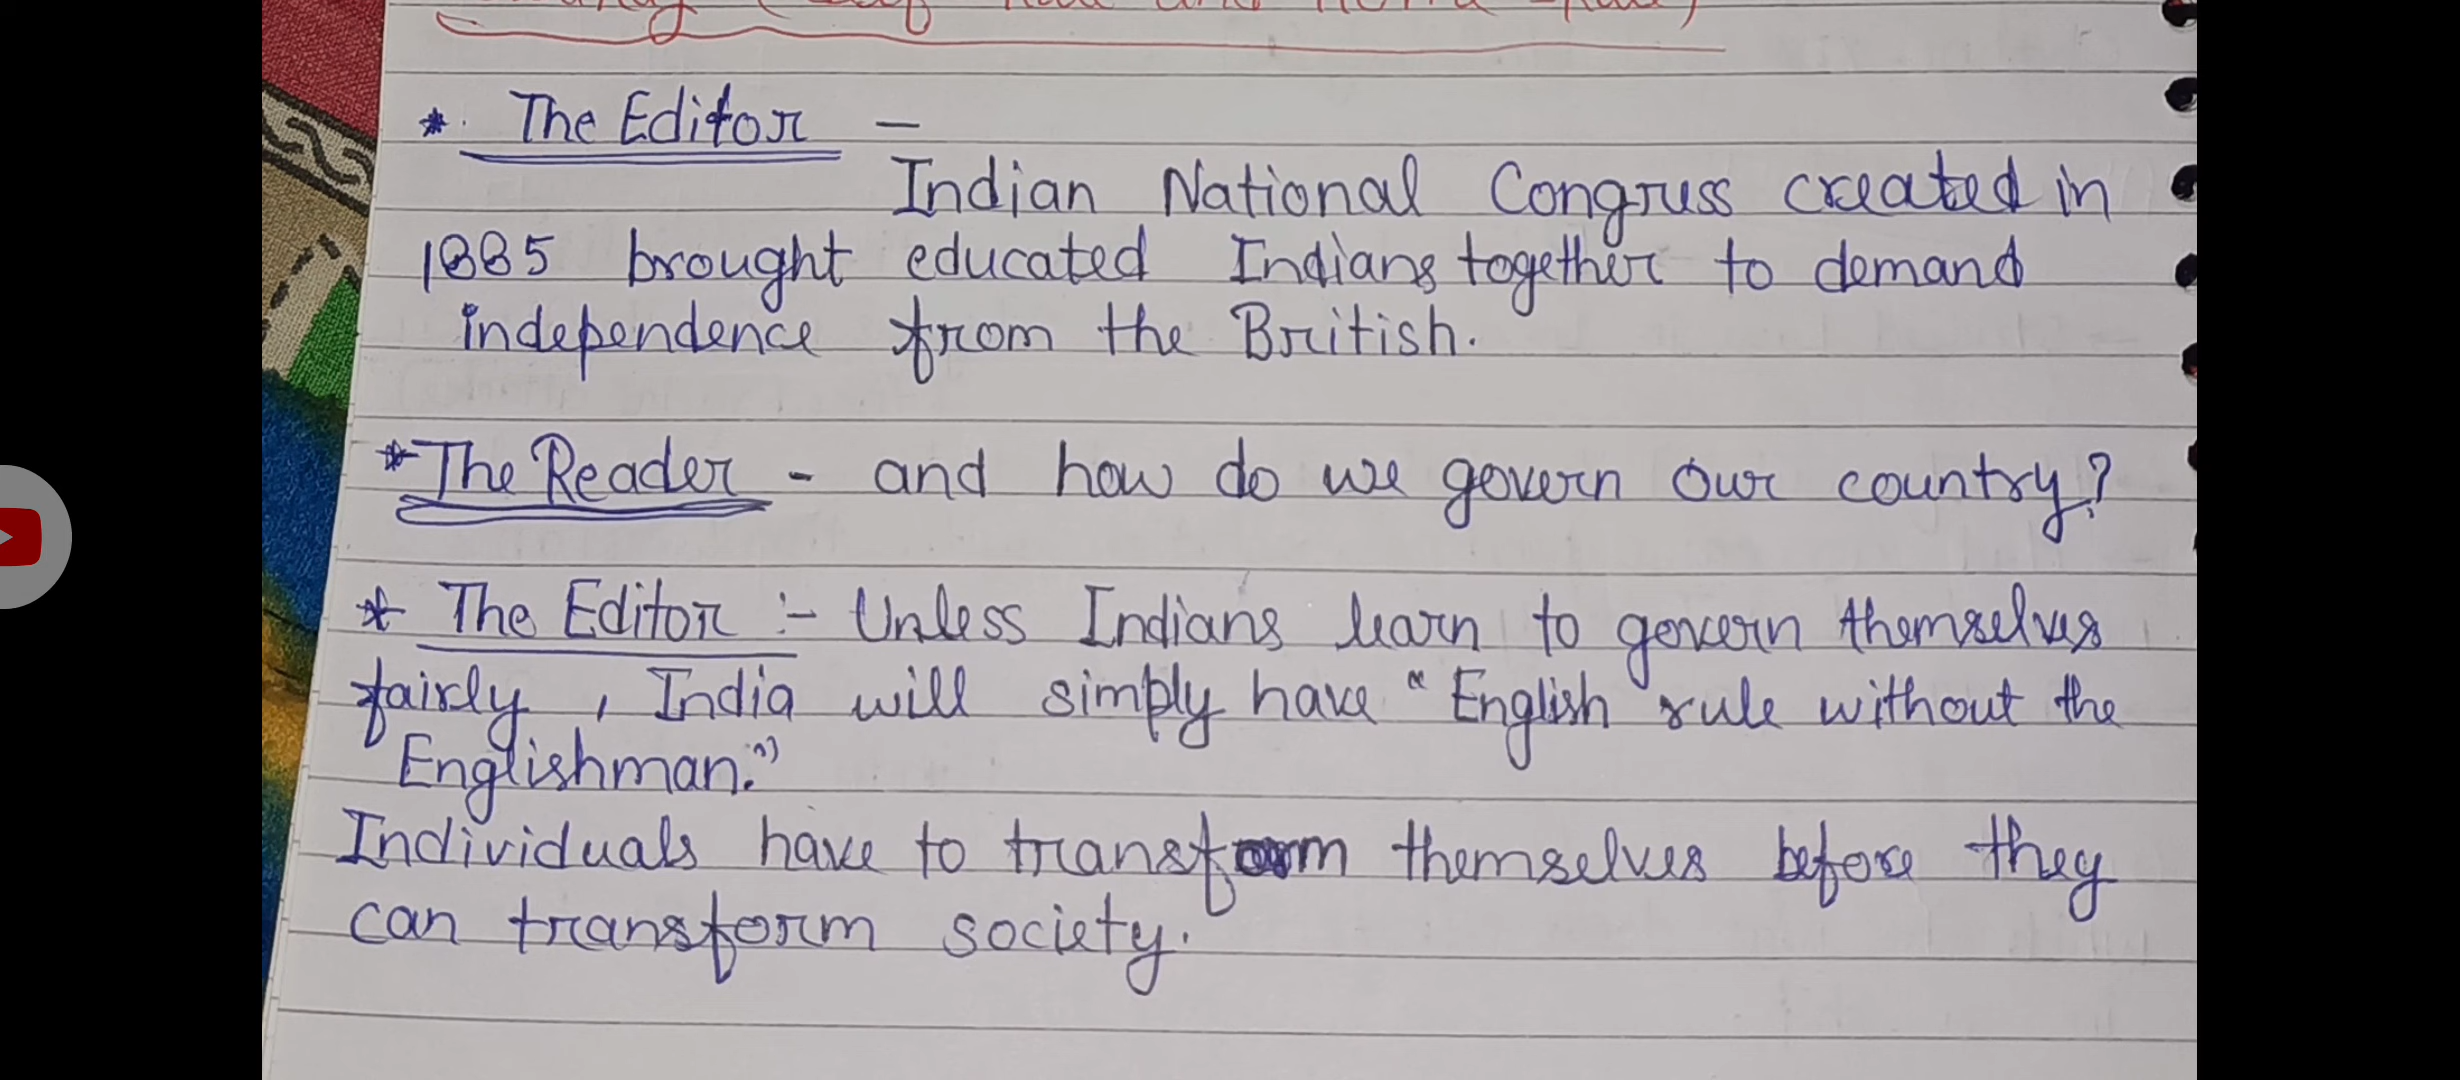 * The Editor –
Indian National Congress created in
1885 brought educated Indians together to demand
independence from the British.
* The Reader - and how do we govern our country?
* The Editor :- Unless Indians learn to govern themselves
fairly, India will simply have "English rule without the
Englishman."
Individuals have to transform themselves before they
can transform society.